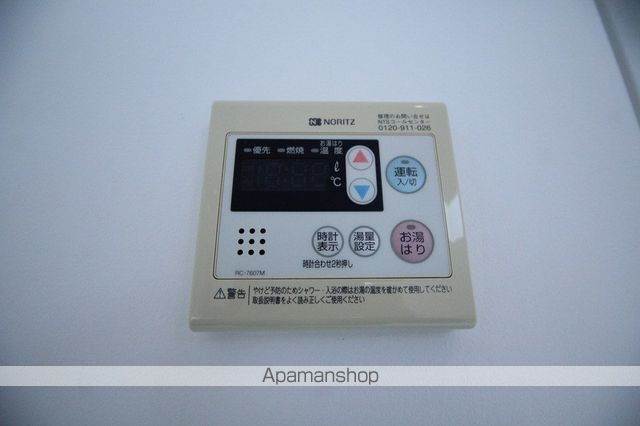 NORITZ
修理のお問い合せは
NTSコールセンター
0120-911-026
優先 燃焼 お湯はり温度
ℓ
℃
運転
入/切
時計
表示
湯量
設定
お湯
はり
時計合わせ2秒押し
RC-7607M
警告
やけど予防のためシャワー・入浴の際はお湯の温度を確かめて使用してください
取扱説明書をよく読み正しくご使用ください
Apamanshop